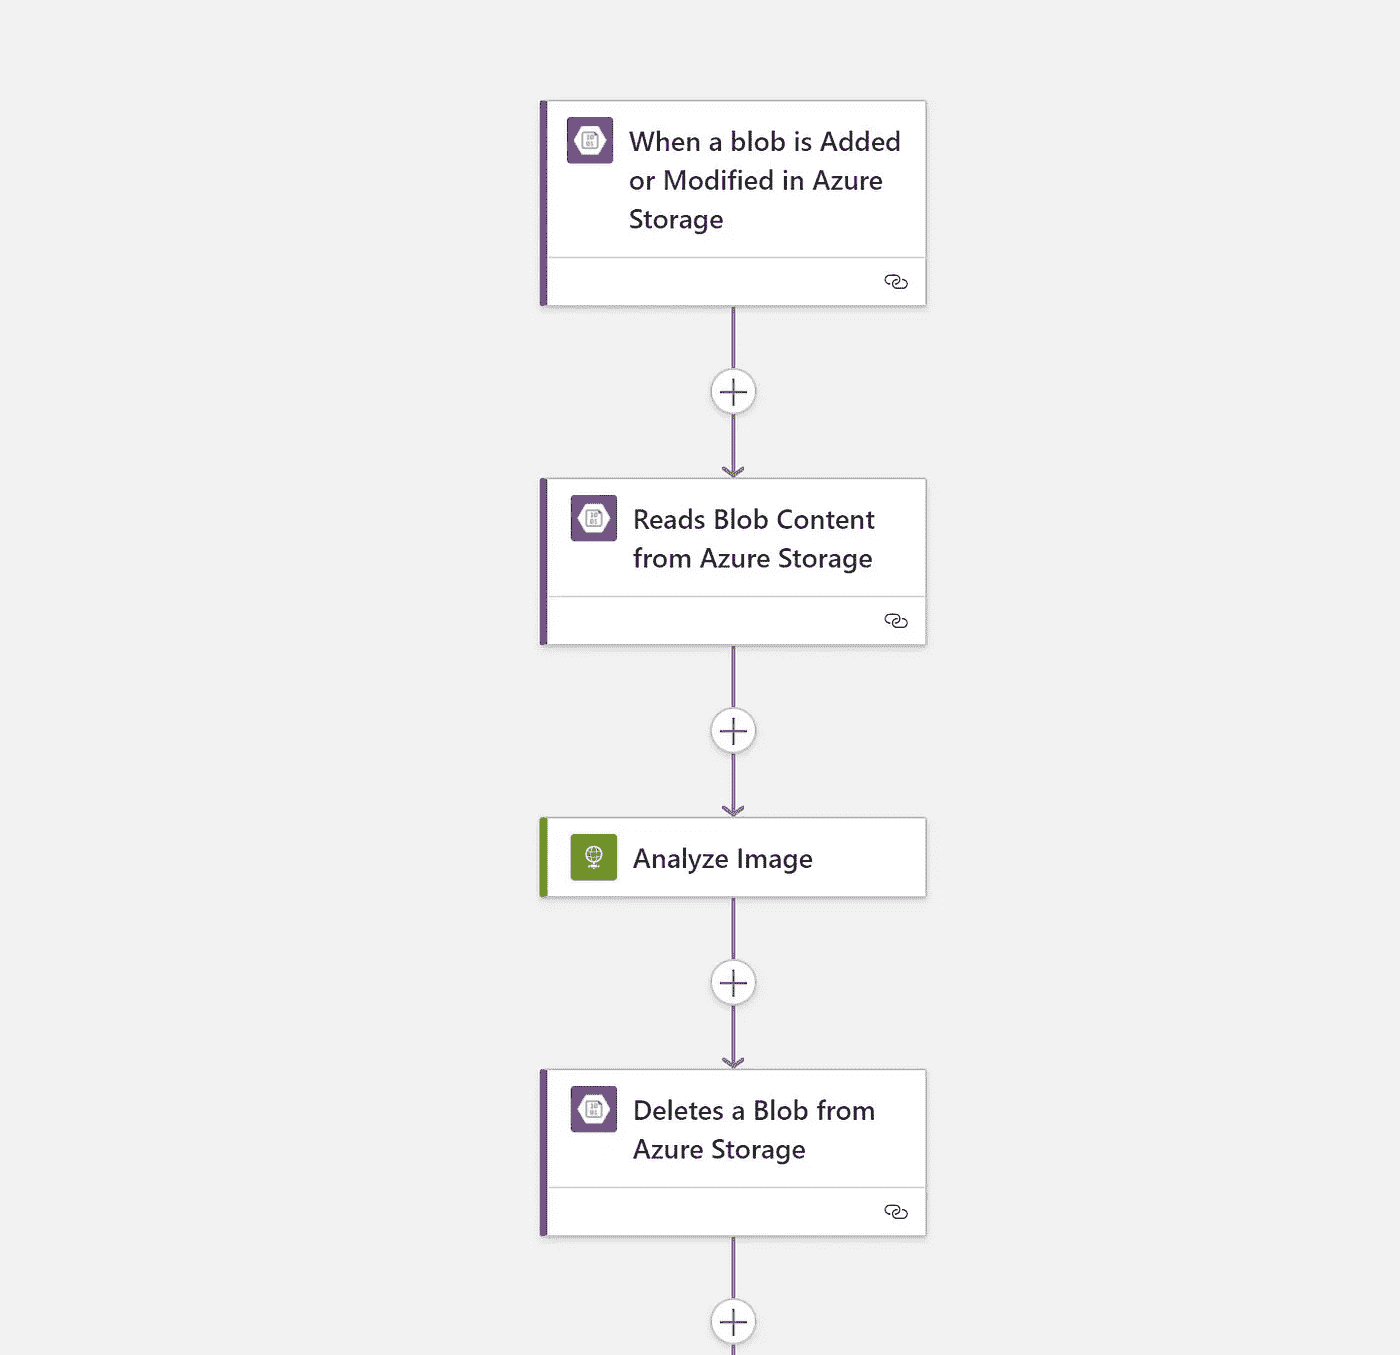 When a blob is Added
or Modified in Azure
Storage
Reads Blob Content
from Azure Storage
Analyze Image
Deletes a Blob from
Azure Storage